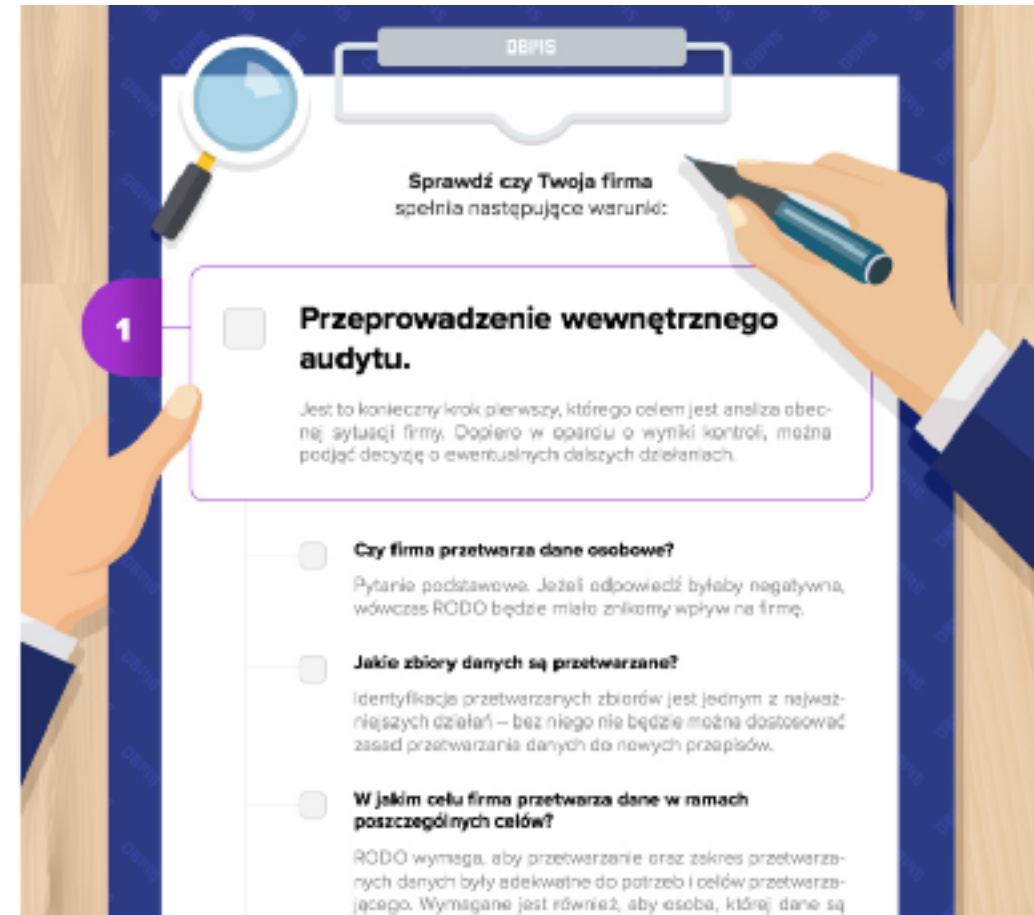 DBMS
Sprawdź czy Twoja firma
spełnia następujące warunki:
1
Przeprowadzenie wewnętrznego
audytu.
Jest to konieczny krok pierwszy, którego celem jest analiza obec-
nej sytuacji firmy. Dopiero w oparciu o wyniki kontroli, można
podjąć decyzję o ewentualnych dalszych działaniach.
Czy firma przetwarza dane osobowe?
Pytanie podstawowe. Jeżeli odpowiedź byłaby negatywna,
wówczas RODO będzie miało znikomy wpływ na firmę.
Jakie zbiory danych są przetwarzane?
Identyfikacja przetwarzanych zbiorów jest jednym z najważ-
niejszych działań – bez niego nie będzie można dostosować
zasad przetwarzania danych do nowych przepisów.
W jakim celu firma przetwarza dane w ramach
poszczególnych celów?
RODO wymaga, aby przetwarzanie oraz zakres przetwarza-
nych danych były adekwatne do potrzeb i celów przetwarza-
jącego. Wymagane jest również, aby osoba, której dane są